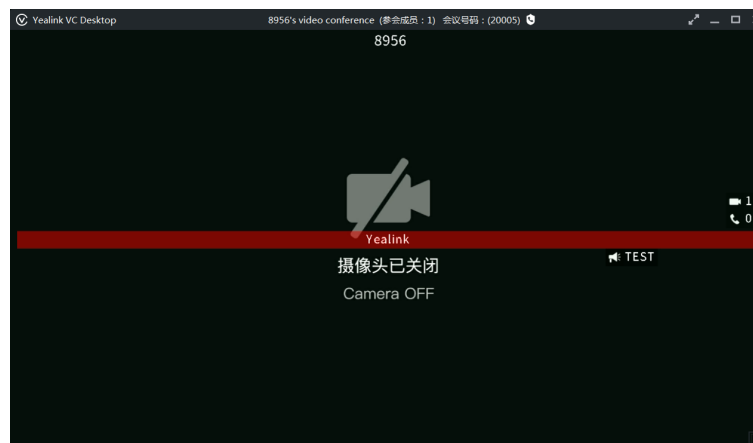 Yealink VC Desktop
8956's video conference (参会成员：1) 会议号码：(20005)
8956
1
0
Yealink
摄像头已关闭
TEST
Camera OFF